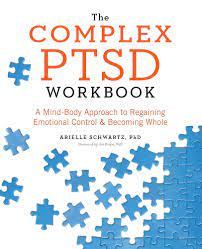 The
COMPLEX
PTSD
WORKBOOK
A Mind-Body Approach to Regaining
Emotional Control & Becoming Whole
ARIELLE SCHWARTZ, PhD